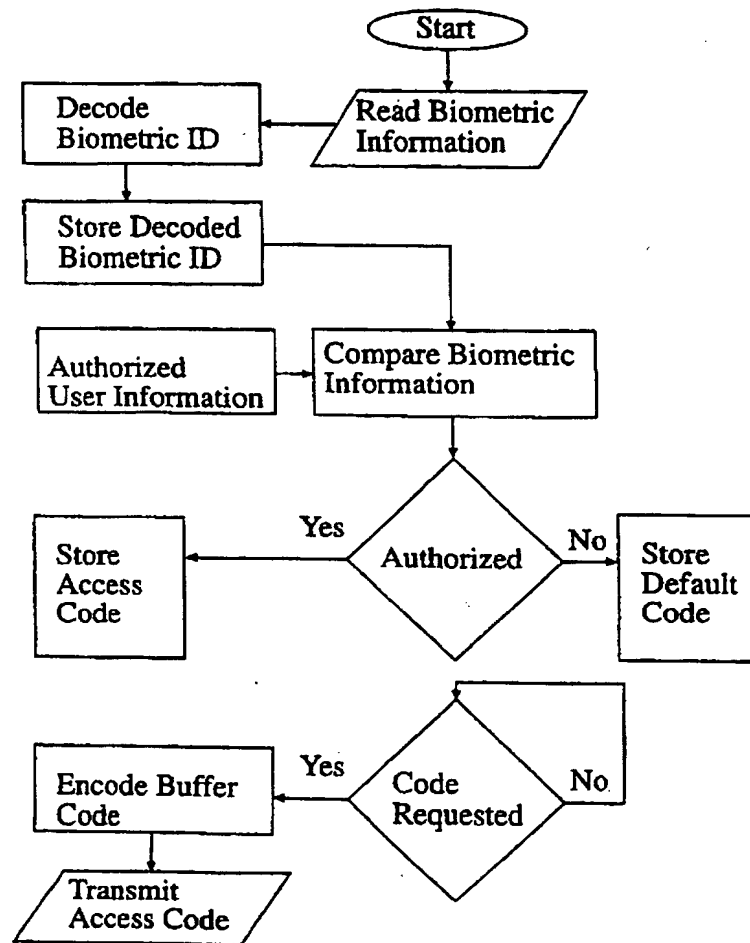 Start
Read Biometric
Information
Decode
Biometric ID
Store Decoded
Biometric ID
Authorized
User Information
Compare Biometric
Information
Authorized
Yes
No
Store
Access
Code
Store
Default
Code
Code
Requested
Yes
No
Encode Buffer
Code
Transmit
Access Code